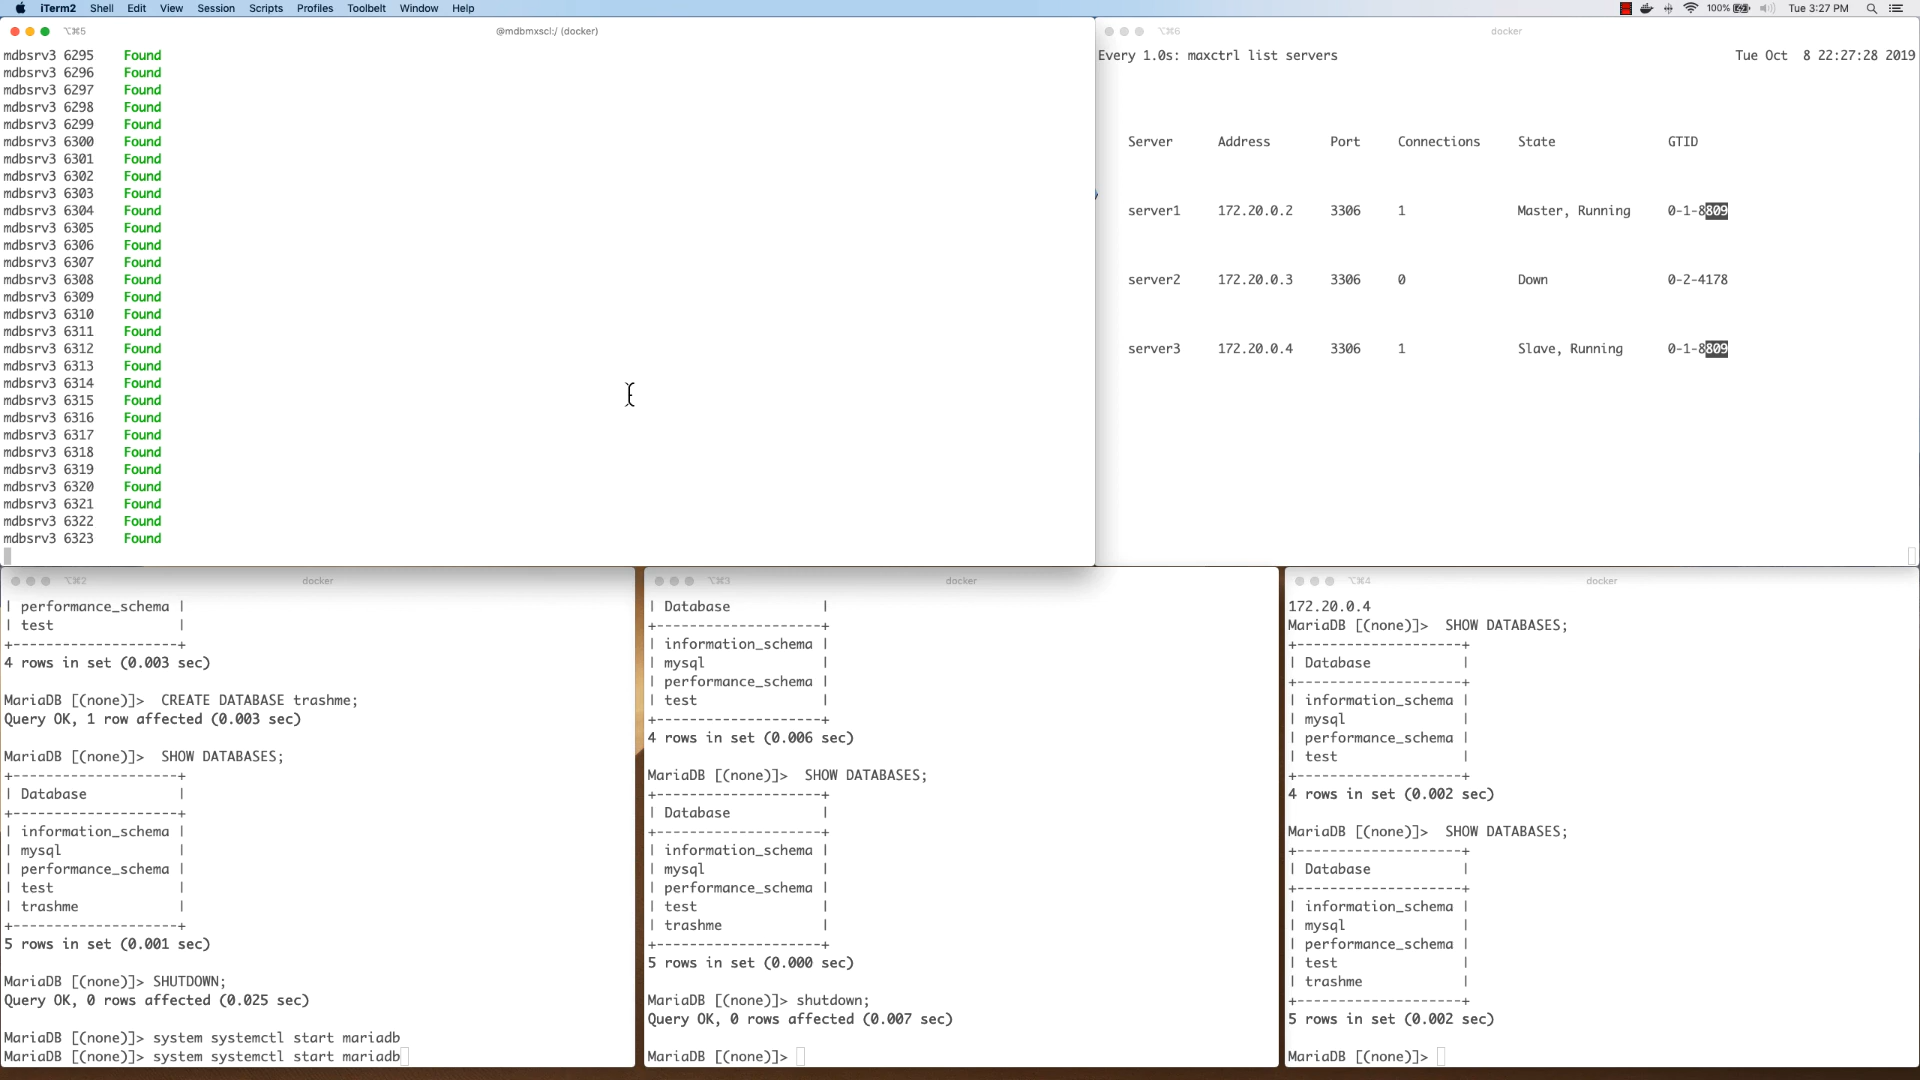 iTerm2 Shell Edit View Session Scripts Profiles Toolbelt Window Help 100% Tue 3:27 PM
⌥⌘5 @mdbmxscl:/ (docker)
mdbsrv3 6295 Found
mdbsrv3 6296 Found
mdbsrv3 6297 Found
mdbsrv3 6298 Found
mdbsrv3 6299 Found
mdbsrv3 6300 Found
mdbsrv3 6301 Found
mdbsrv3 6302 Found
mdbsrv3 6303 Found
mdbsrv3 6304 Found
mdbsrv3 6305 Found
mdbsrv3 6306 Found
mdbsrv3 6307 Found
mdbsrv3 6308 Found
mdbsrv3 6309 Found
mdbsrv3 6310 Found
mdbsrv3 6311 Found
mdbsrv3 6312 Found
mdbsrv3 6313 Found
mdbsrv3 6314 Found
mdbsrv3 6315 Found
mdbsrv3 6316 Found
mdbsrv3 6317 Found
mdbsrv3 6318 Found
mdbsrv3 6319 Found
mdbsrv3 6320 Found
mdbsrv3 6321 Found
mdbsrv3 6322 Found
mdbsrv3 6323 Found
⌥⌘6 docker
Every 1.0s: maxctrl list servers Tue Oct  8 22:27:28 2019
Server Address Port Connections State GTID
server1 172.20.0.2 3306 1 Master, Running 0-1-8809
server2 172.20.0.3 3306 0 Down 0-2-4178
server3 172.20.0.4 3306 1 Slave, Running 0-1-8809
⌥⌘2 docker
| performance_schema |
| test               |
+--------------------+
4 rows in set (0.003 sec)
MariaDB [(none)]>  CREATE DATABASE trashme;
Query OK, 1 row affected (0.003 sec)
MariaDB [(none)]>  SHOW DATABASES;
+--------------------+
| Database           |
+--------------------+
| information_schema |
| mysql              |
| performance_schema |
| test               |
| trashme            |
+--------------------+
5 rows in set (0.001 sec)
MariaDB [(none)]> SHUTDOWN;
Query OK, 0 rows affected (0.025 sec)
MariaDB [(none)]> system systemctl start mariadb
MariaDB [(none)]> system systemctl start mariadb
⌥⌘3 docker
| Database           |
+--------------------+
| information_schema |
| mysql              |
| performance_schema |
| test               |
+--------------------+
4 rows in set (0.006 sec)
MariaDB [(none)]>  SHOW DATABASES;
+--------------------+
| Database           |
+--------------------+
| information_schema |
| mysql              |
| performance_schema |
| test               |
| trashme            |
+--------------------+
5 rows in set (0.000 sec)
MariaDB [(none)]> shutdown;
Query OK, 0 rows affected (0.007 sec)
MariaDB [(none)]>
⌥⌘4 docker
172.20.0.4
MariaDB [(none)]>  SHOW DATABASES;
+--------------------+
| Database           |
+--------------------+
| information_schema |
| mysql              |
| performance_schema |
| test               |
+--------------------+
4 rows in set (0.002 sec)
MariaDB [(none)]>  SHOW DATABASES;
+--------------------+
| Database           |
+--------------------+
| information_schema |
| mysql              |
| performance_schema |
| test               |
| trashme            |
+--------------------+
5 rows in set (0.002 sec)
MariaDB [(none)]>